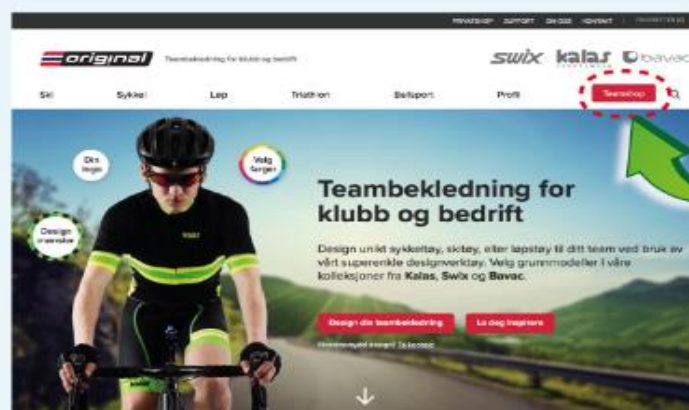 PRIVATSHOP SUPPORT OM OSS KONTAKT
original Teambekledning for klubb og bedrift swix kalas bavac
Ski Sykkel Løp Triathlon Ballsport Profil Teamshop
Din logo
Velg farger
Design mønster
Teambekledning for
klubb og bedrift
Design unikt sykkeltøy, skitøy, eller løpstøy til ditt team ved bruk av
vårt superenkle designverktøy. Velg grunnmodeller i våre
kolleksjoner fra Kalas, Swix og Bavac.
Design din teambekledning La deg inspirere